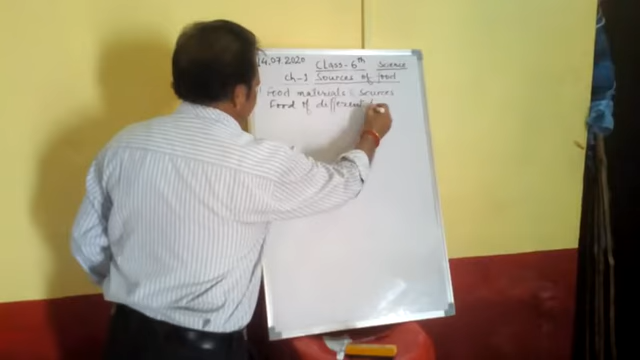 14.07.2020 Class-6th Science
Ch-1 Sources of food
Food materials & sources
Food of different